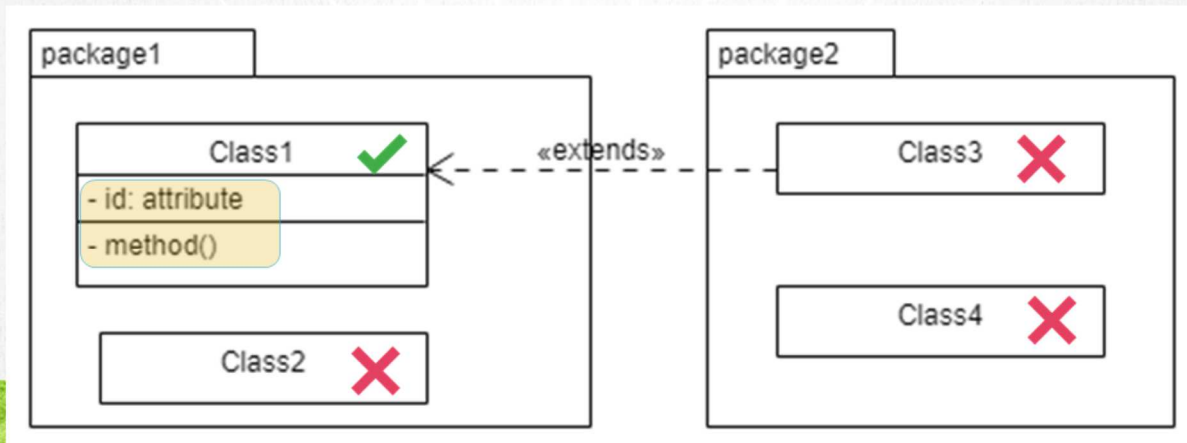 package1
Class1
- id: attribute
- method()
Class2
«extends»
package2
Class3
Class4